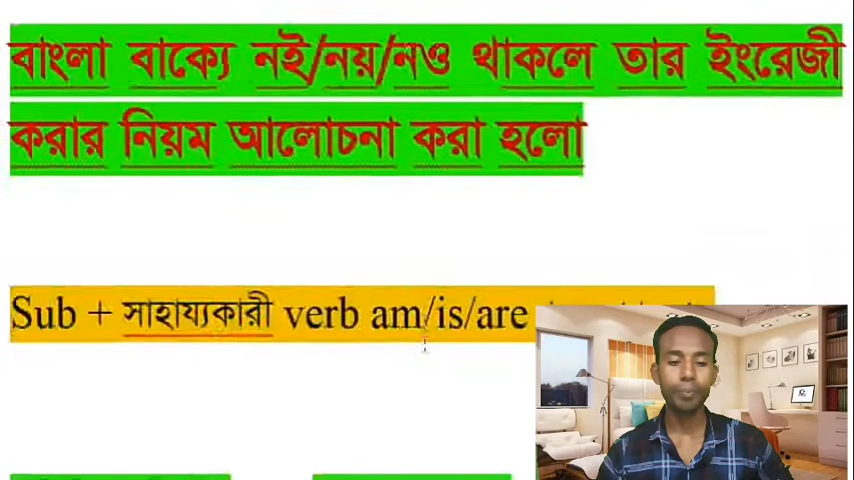 বাংলা বাক্যে নই/নয়/নও থাকলে তার ইংরেজী
করার নিয়ম আলোচনা করা হলো
Sub + সাহায্যকারী verb am/is/are